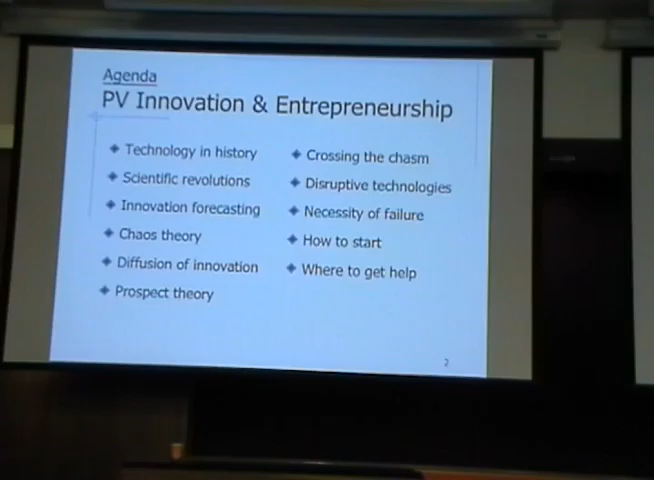 Agenda
PV Innovation & Entrepreneurship
Technology in history
Scientific revolutions
Innovation forecasting
Chaos theory
Diffusion of innovation
Prospect theory
Crossing the chasm
Disruptive technologies
Necessity of failure
How to start
Where to get help
2